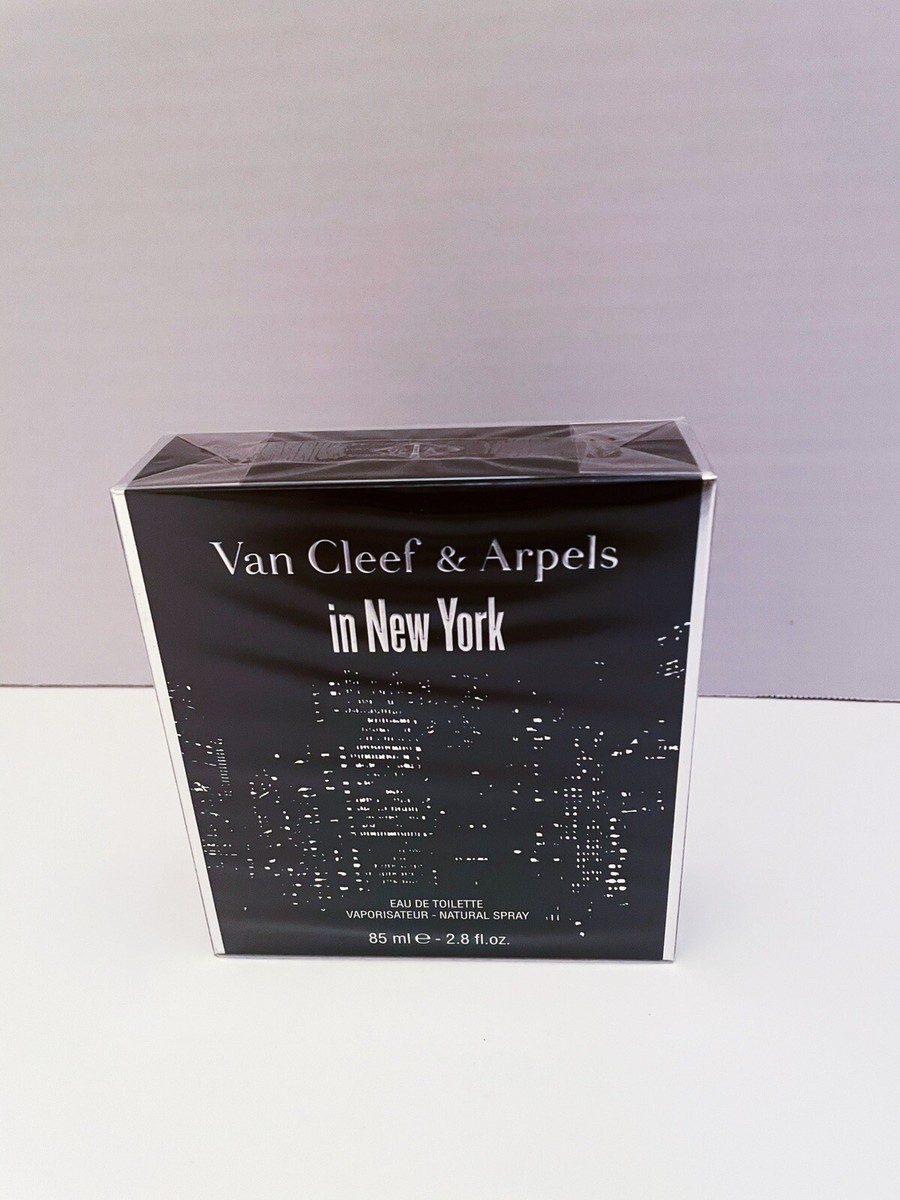 Van Cleef & Arpels
in New York
EAU DE TOILETTE
VAPORISATEUR - NATURAL SPRAY
85 ml ℮ - 2.8 fl.oz.